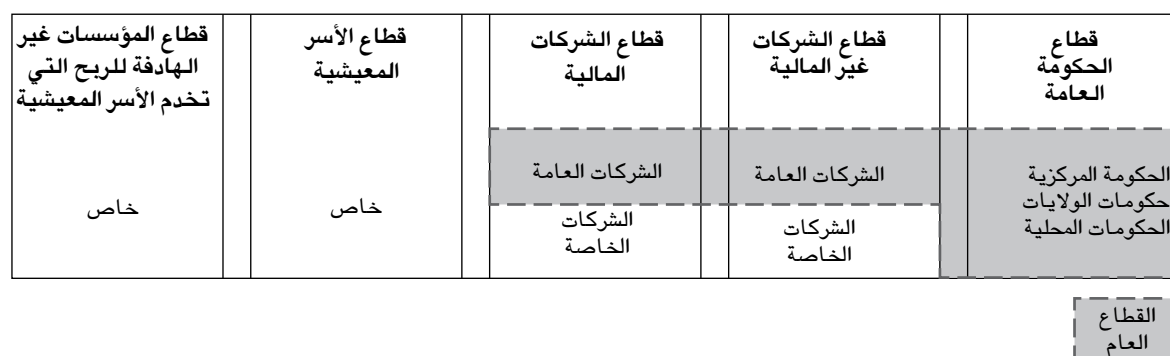 قطاع
الحكومة
العامة
قطاع الشركات
غير المالية
قطاع الشركات
المالية
قطاع الأسر
المعيشية
قطاع المؤسسات غير
الهادفة للربح التي
تخدم الأسر المعيشية
الحكومة المركزية
حكومات الولايات
الحكومات المحلية
الشركات العامة
الشركات
الخاصة
الشركات العامة
الشركات
الخاصة
خاص
خاص
القطاع
العام